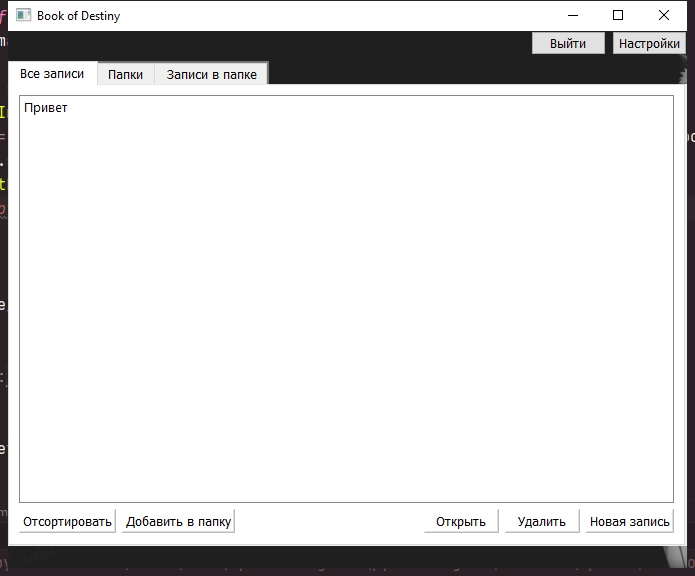 Book of Destiny
Выйти Настройки
Все записи Папки Записи в папке
Привет
Отсортировать Добавить в папку Открыть Удалить Новая запись